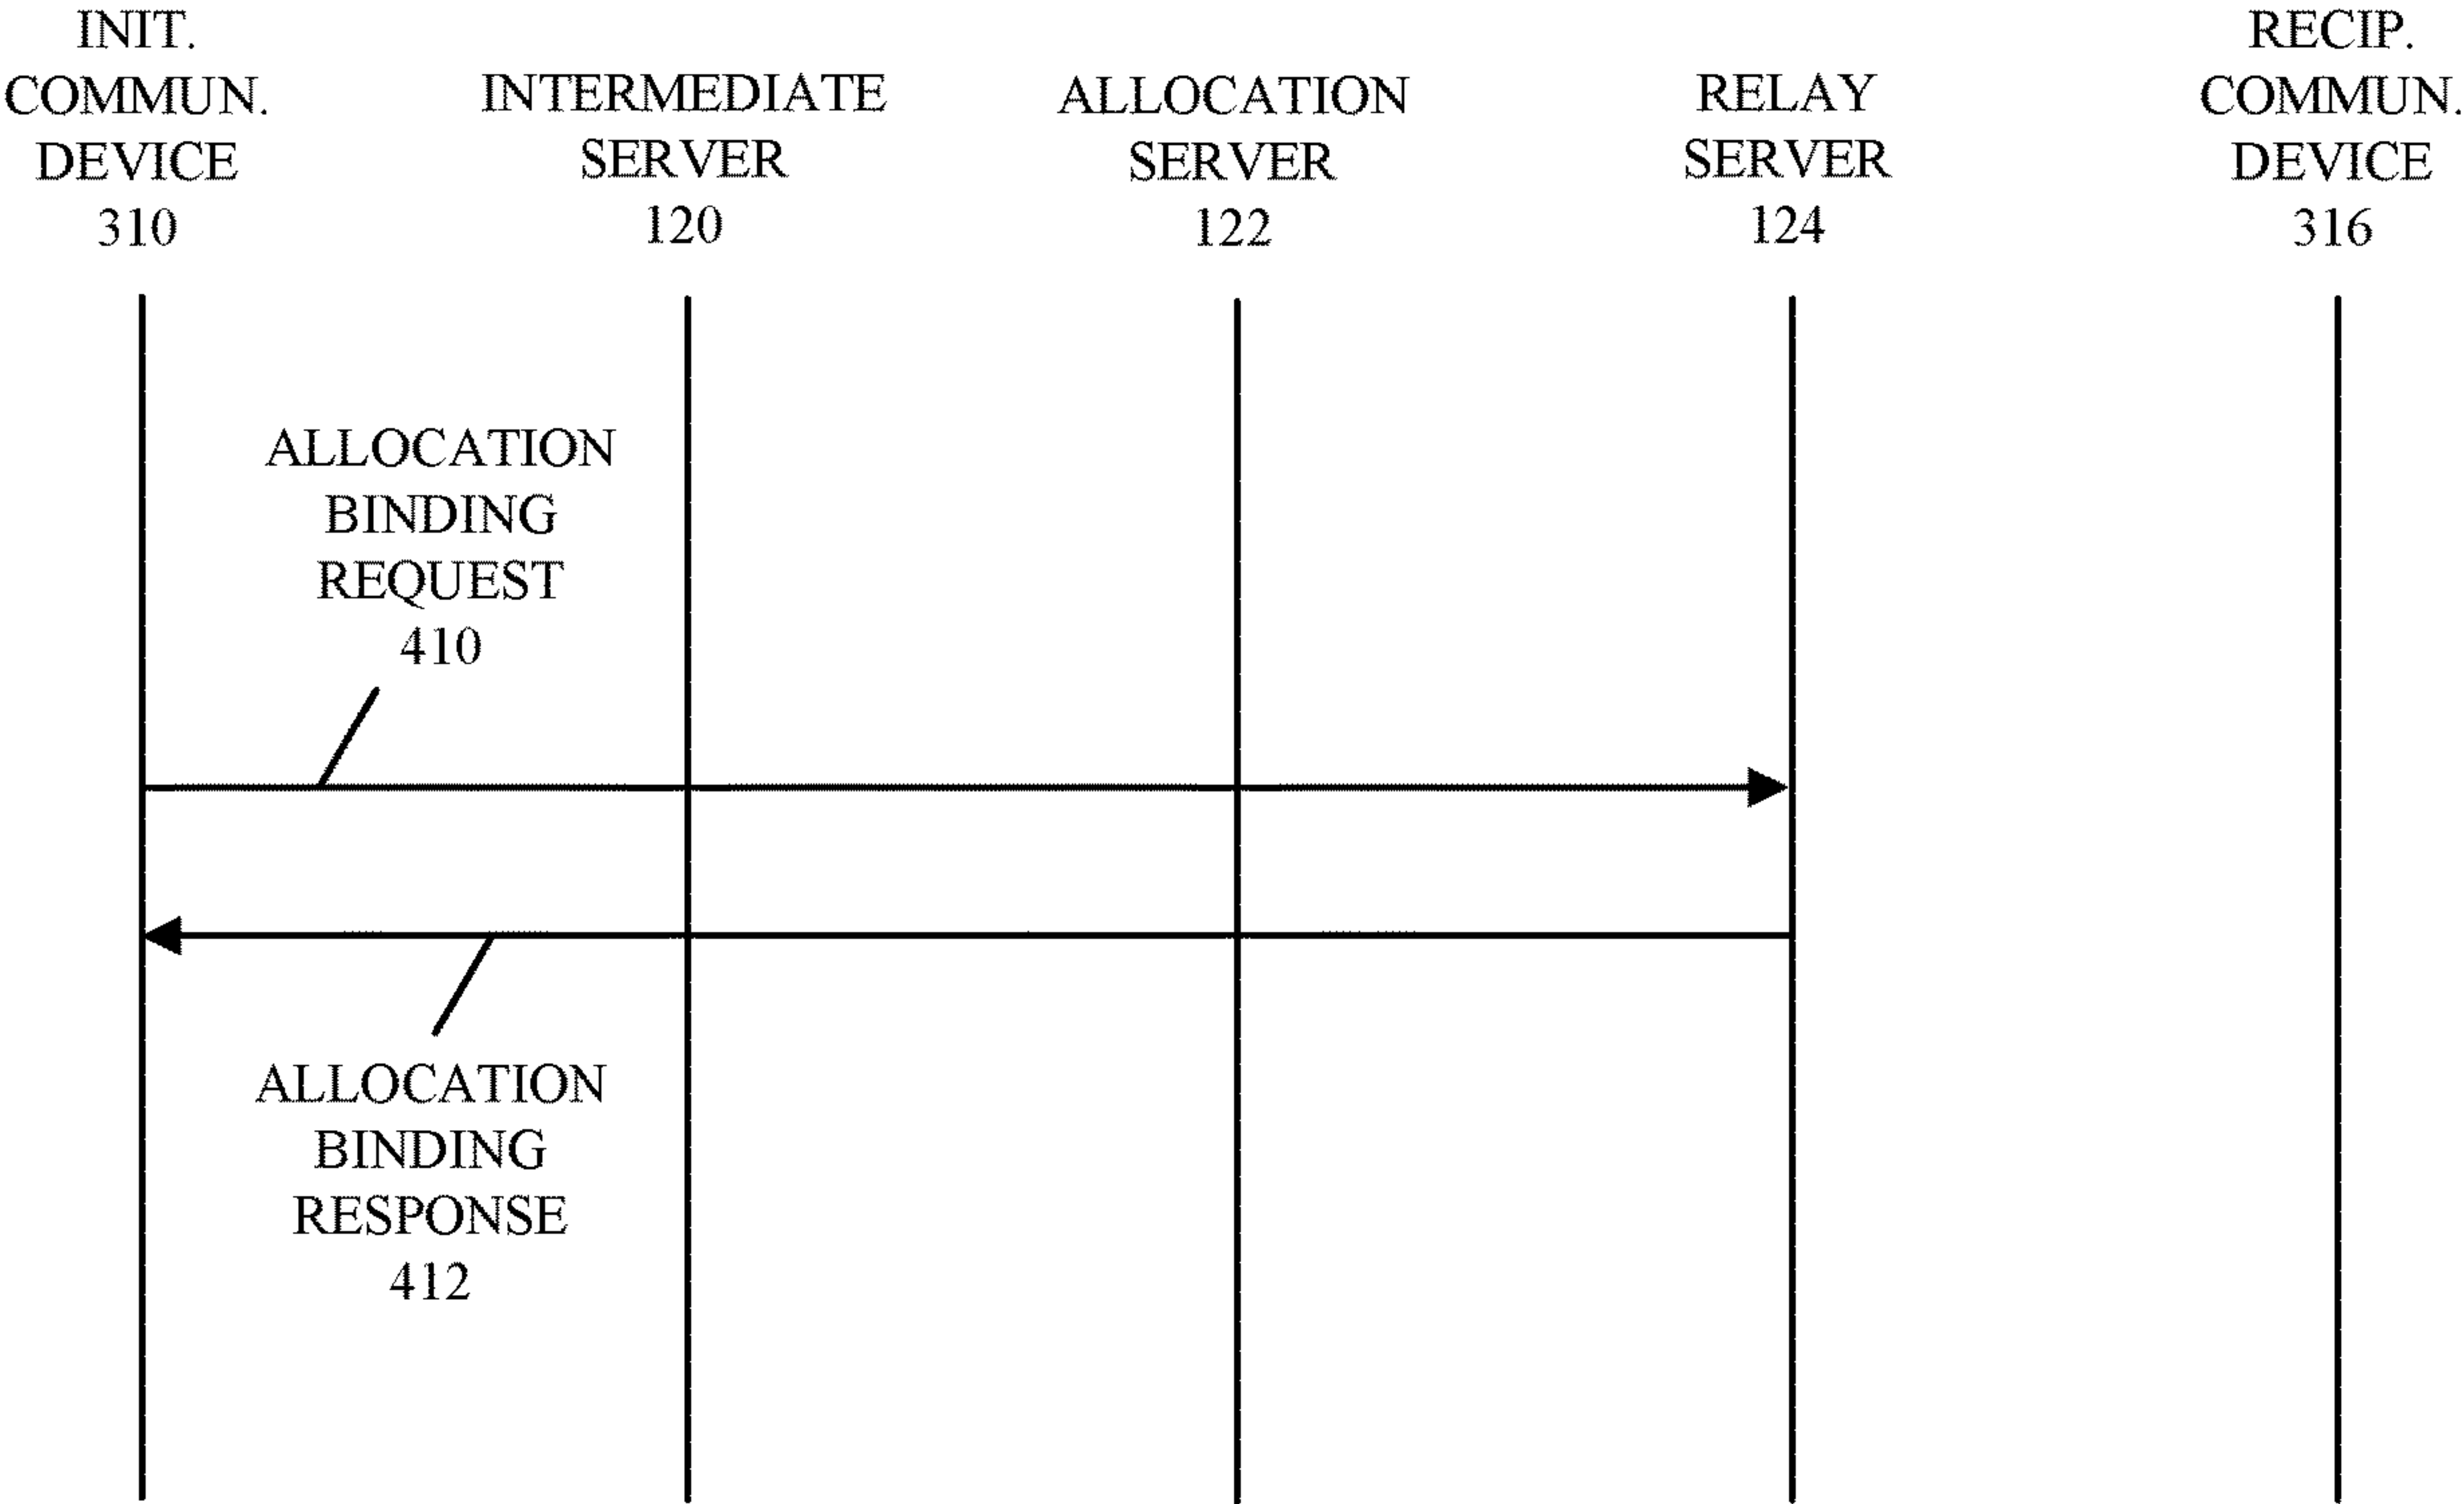 INIT.
COMMUN.
DEVICE
310
INTERMEDIATE
SERVER
120
ALLOCATION
SERVER
122
RELAY
SERVER
124
RECIP.
COMMUN.
DEVICE
316
ALLOCATION
BINDING
REQUEST
410
ALLOCATION
BINDING
RESPONSE
412